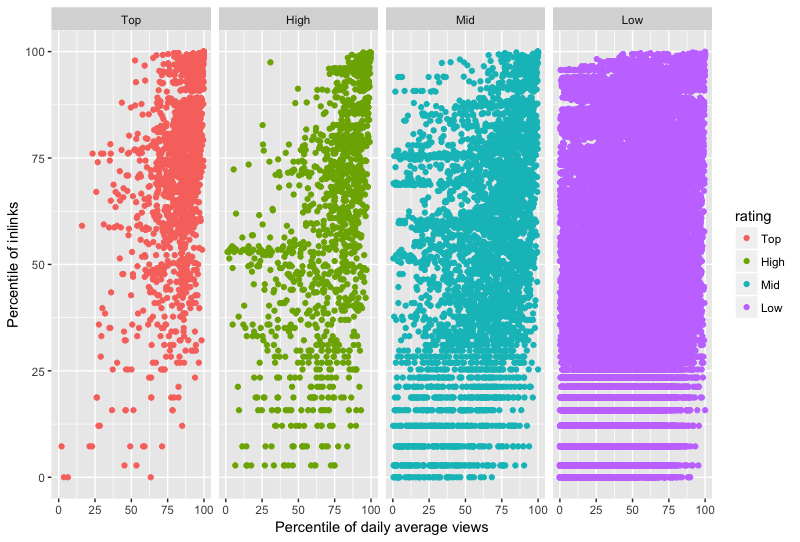 Top High Mid Low
Percentile of inlinks
100
75
50
25
0
0 25 50 75 100 0 25 50 75 100 0 25 50 75 100 0 25 50 75 100
Percentile of daily average views
rating
Top
High
Mid
Low